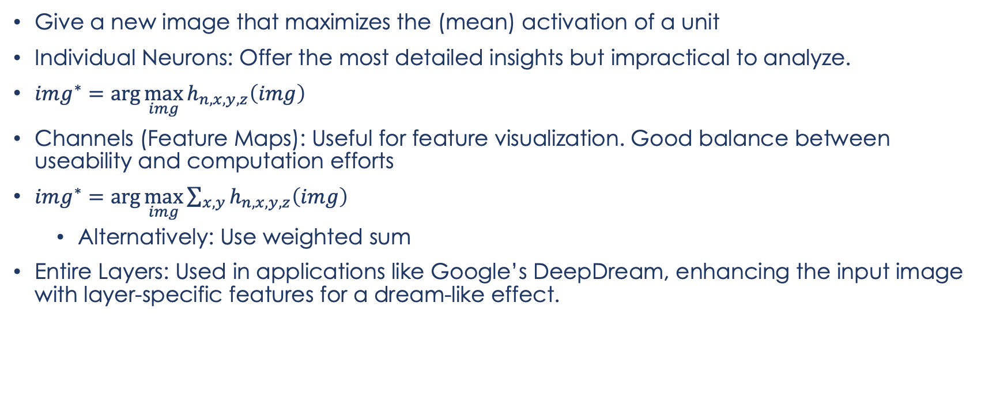 • Give a new image that maximizes the (mean) activation of a unit
• Individual Neurons: Offer the most detailed insights but impractical to analyze.
• img* = arg max_{img} h_{n,x,y,z}(img)
• Channels (Feature Maps): Useful for feature visualization. Good balance between
useability and computation efforts
• img* = arg max_{img} ∑_{x,y} h_{n,x,y,z}(img)
• Alternatively: Use weighted sum
• Entire Layers: Used in applications like Google’s DeepDream, enhancing the input image
with layer-specific features for a dream-like effect.